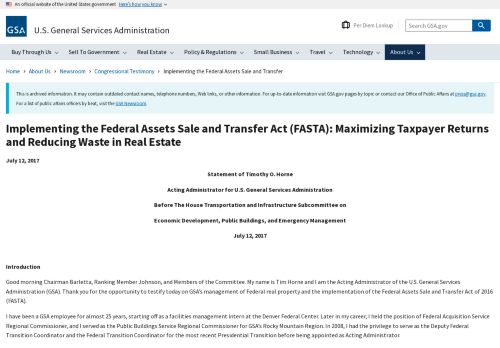 An official website of the United States government Here's how you know
GSA
U.S. General Services Administration
Per Diem Lookup
Search GSA.gov
Buy Through Us
Sell To Government
Real Estate
Policy & Regulations
Small Business
Travel
Technology
About Us
Home › About Us › Newsroom › Congressional Testimony › Implementing the Federal Assets Sale and Transfer
This is archived information. It may contain outdated contact names, telephone numbers, Web links, or other information. For up-to-date information visit GSA.gov pages by topic or contact our Office of Public Affairs at press@gsa.gov.
For a list of public affairs officers by beat, visit the GSA Newsroom.
Implementing the Federal Assets Sale and Transfer Act (FASTA): Maximizing Taxpayer Returns
and Reducing Waste in Real Estate
July 12, 2017
Statement of Timothy O. Horne
Acting Administrator for U.S. General Services Administration
Before The House Transportation and Infrastructure Subcommittee on
Economic Development, Public Buildings, and Emergency Management
July 12, 2017
Introduction
Good morning Chairman Barletta, Ranking Member Johnson, and Members of the Committee. My name is Tim Horne and I am the Acting Administrator of the U.S. General Services
Administration (GSA). Thank you for the opportunity to testify today on GSA's management of Federal real property and the implementation of the Federal Assets Sale and Transfer Act of 2016
(FASTA).
I have been a GSA employee for almost 25 years, starting off as a facilities management intern at the Denver Federal Center. Later in my career, I held the position of Federal Acquisition Service
Regional Commissioner, and I served as the Public Buildings Service Regional Commissioner for GSA's Rocky Mountain Region. In 2008, I had the privilege to serve as the Deputy Federal
Transition Coordinator and the Federal Transition Coordinator for the most recent Presidential Transition before being appointed as Acting Administrator.